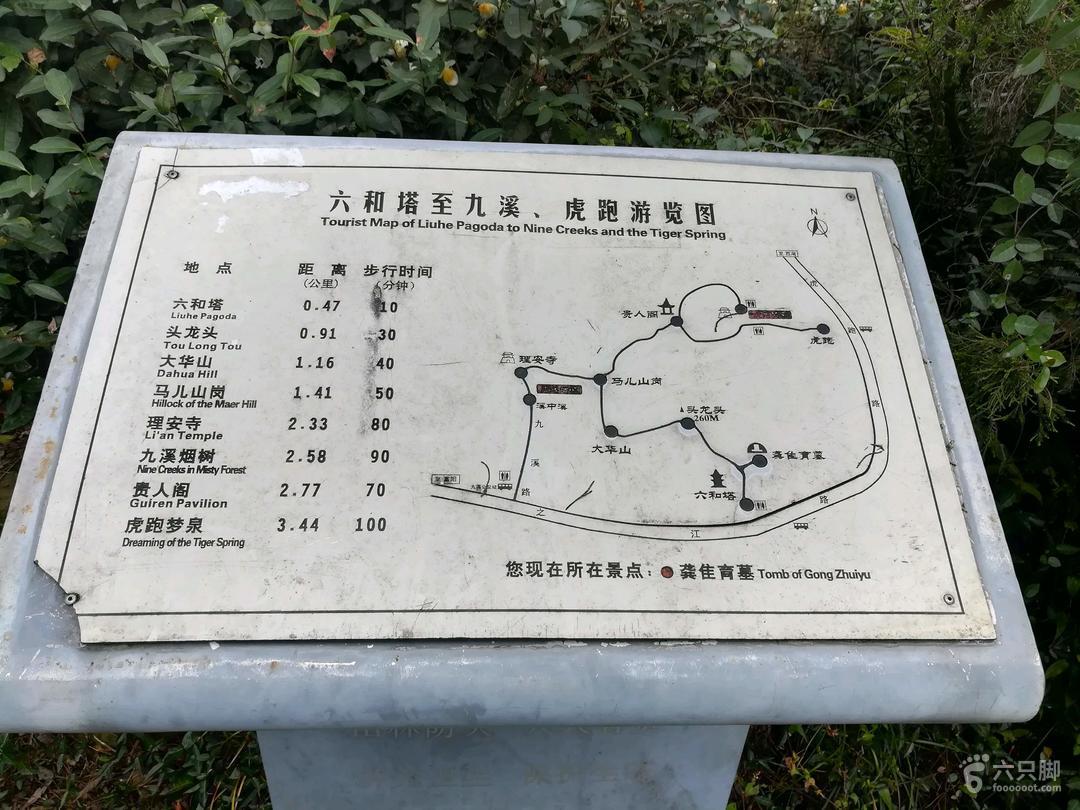 六和塔至九溪、虎跑游览图
Tourist Map of Liuhe Pagoda to Nine Creeks and the Tiger Spring
N
地点 距离 步行时间
(公里) (分钟)
六和塔 0.47 10
Liuhe Pagoda
头龙头 0.91 30
Tou Long Tou
大华山 1.16 40
Dahua Hill
马儿山岗 1.41 50
Hillock of the Maer Hill
理安寺 2.33 80
Li'an Temple
九溪烟树 2.58 90
Nine Creeks in Misty Forest
贵人阁 2.77 70
Guiren Pavilion
虎跑梦泉 3.44 100
Dreaming of the Tiger Spring
虎跑路
贵人阁
虎跑
理安寺
马儿山岗
溪中溪
头龙头
260M
大华山
九溪路
龚佳育墓
六和塔
之江路
您现在所在景点: 龚佳育墓 Tomb of Gong Zhuiyu
六只脚
foooooot.com